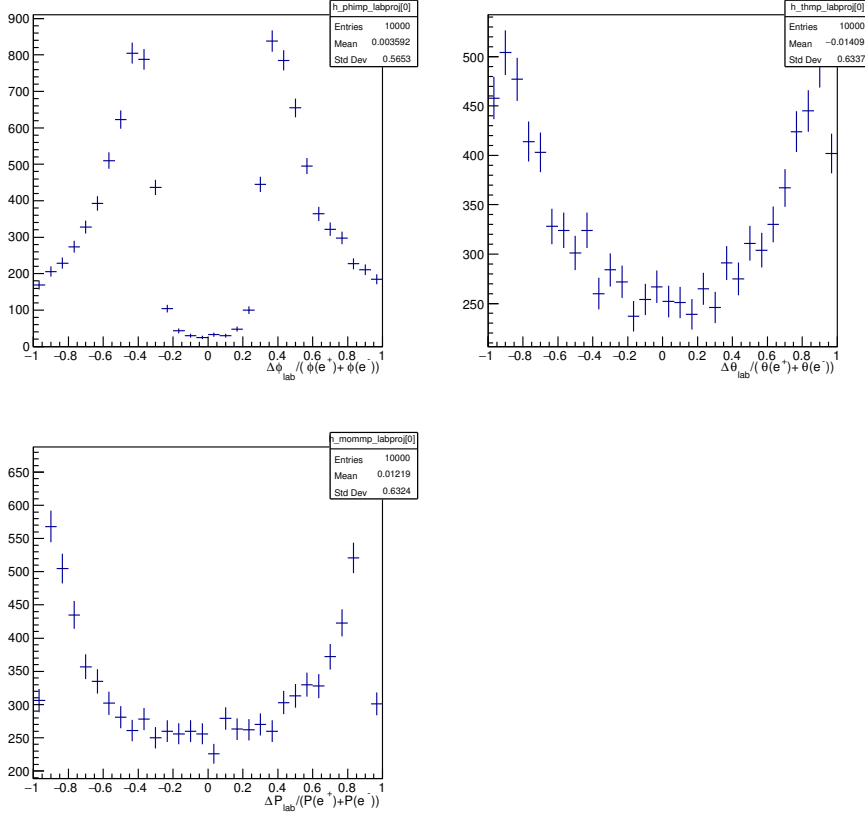 h_phimp_labproj[0]
Entries 10000
Mean 0.003592
Std Dev 0.5653
900
800
700
600
500
400
300
200
100
0
−1 −0.8 −0.6 −0.4 −0.2 0 0.2 0.4 0.6 0.8 1
Δϕ_lab/( ϕ(e⁺)+ ϕ(e⁻))
h_thmp_labproj[0]
Entries 10000
Mean −0.01409
Std Dev 0.6337
500
450
400
350
300
250
−1 −0.8 −0.6 −0.4 −0.2 0 0.2 0.4 0.6 0.8 1
Δθ_lab/( θ(e⁺)+ θ(e⁻))
h_mommp_labproj[0]
Entries 10000
Mean 0.01219
Std Dev 0.6324
650
600
550
500
450
400
350
300
250
200
−1 −0.8 −0.6 −0.4 −0.2 0 0.2 0.4 0.6 0.8 1
ΔP_lab/(P(e⁺)+P(e⁻))